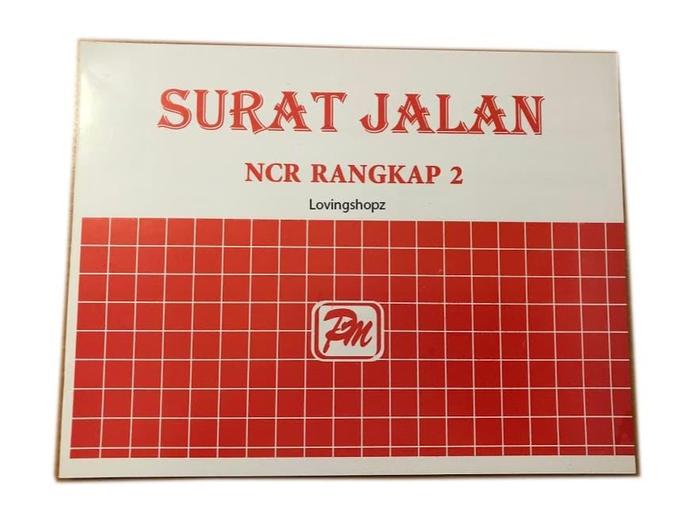 SURAT JALAN
NCR RANGKAP 2
Lovingshopz
PM